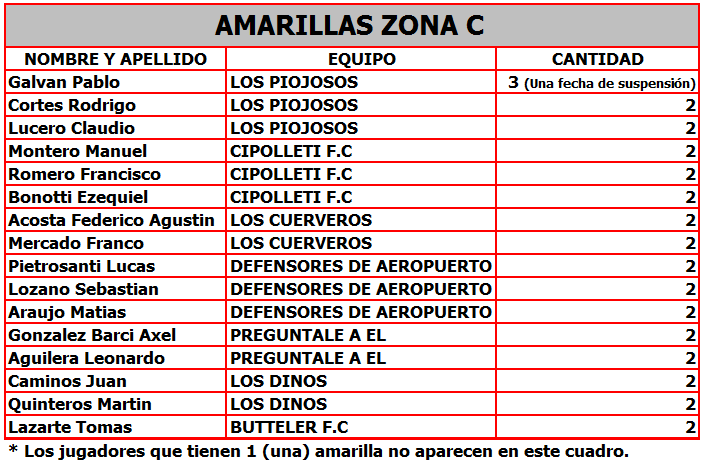 AMARILLAS ZONA C
NOMBRE Y APELLIDO EQUIPO CANTIDAD
Galvan Pablo LOS PIOJOSOS 3 (Una fecha de suspensión)
Cortes Rodrigo LOS PIOJOSOS 2
Lucero Claudio LOS PIOJOSOS 2
Montero Manuel CIPOLLETI F.C 2
Romero Francisco CIPOLLETI F.C 2
Bonotti Ezequiel CIPOLLETI F.C 2
Acosta Federico Agustin LOS CUERVEROS 2
Mercado Franco LOS CUERVEROS 2
Pietrosanti Lucas DEFENSORES DE AEROPUERTO 2
Lozano Sebastian DEFENSORES DE AEROPUERTO 2
Araujo Matias DEFENSORES DE AEROPUERTO 2
Gonzalez Barci Axel PREGUNTALE A EL 2
Aguilera Leonardo PREGUNTALE A EL 2
Caminos Juan LOS DINOS 2
Quinteros Martin LOS DINOS 2
Lazarte Tomas BUTTELER F.C 2
* Los jugadores que tienen 1 (una) amarilla no aparecen en este cuadro.